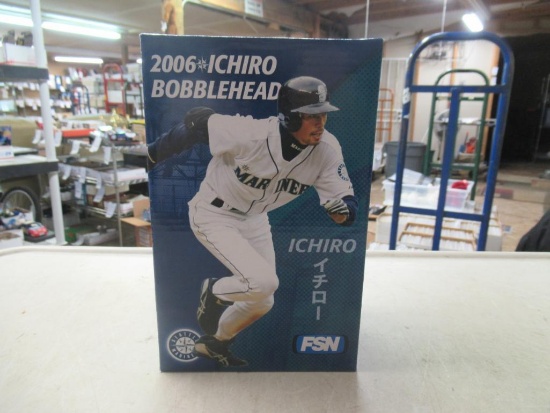 2006 ICHIRO
BOBBLEHEAD
MARINERS
ICHIRO
イチロー
FSN